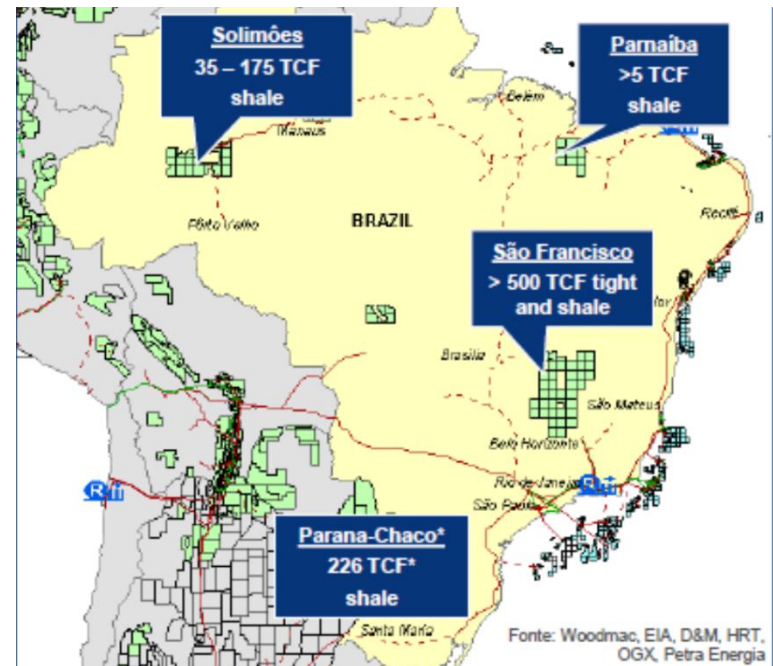 Solimões
35 – 175 TCF
shale
Parnaíba
>5 TCF
shale
Belém
Manaus
Pôrto Velho
BRAZIL
Recife
São Francisco
> 500 TCF tight
and shale
Brasília
São Mateus
Belo Horizonte
Rio de Janeiro
São Paulo
Parana-Chaco*
226 TCF*
shale
Santa Maria
Fonte: Woodmac, EIA, D&M, HRT,
OGX, Petra Energia